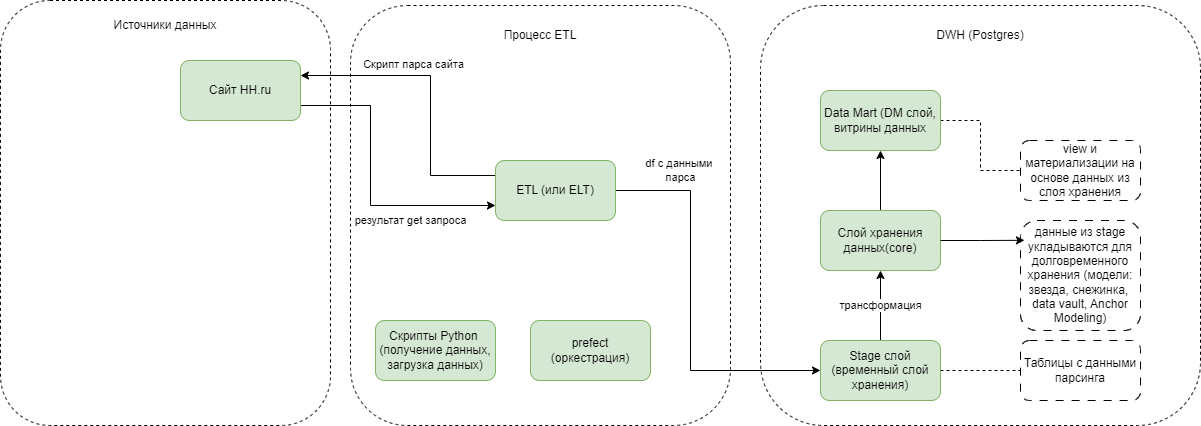 Источники данных
Сайт HH.ru
Процесс ETL
Скрипт парса сайта
ETL (или ELT)
результат get запроса
df с данными
парса
Скрипты Python
(получение данных,
загрузка данных)
prefect
(оркестрация)
DWH (Postgres)
Data Mart (DM слой,
витрины данных
view и
материализации на
основе данных из
слоя хранения
Слой хранения
данных(core)
данные из stage
укладываются для
долговременного
хранения (модели:
звезда, снежинка,
data vault, Anchor
Modeling)
трансформация
Stage слой
(временный слой
хранения)
Таблицы с данными
парсинга